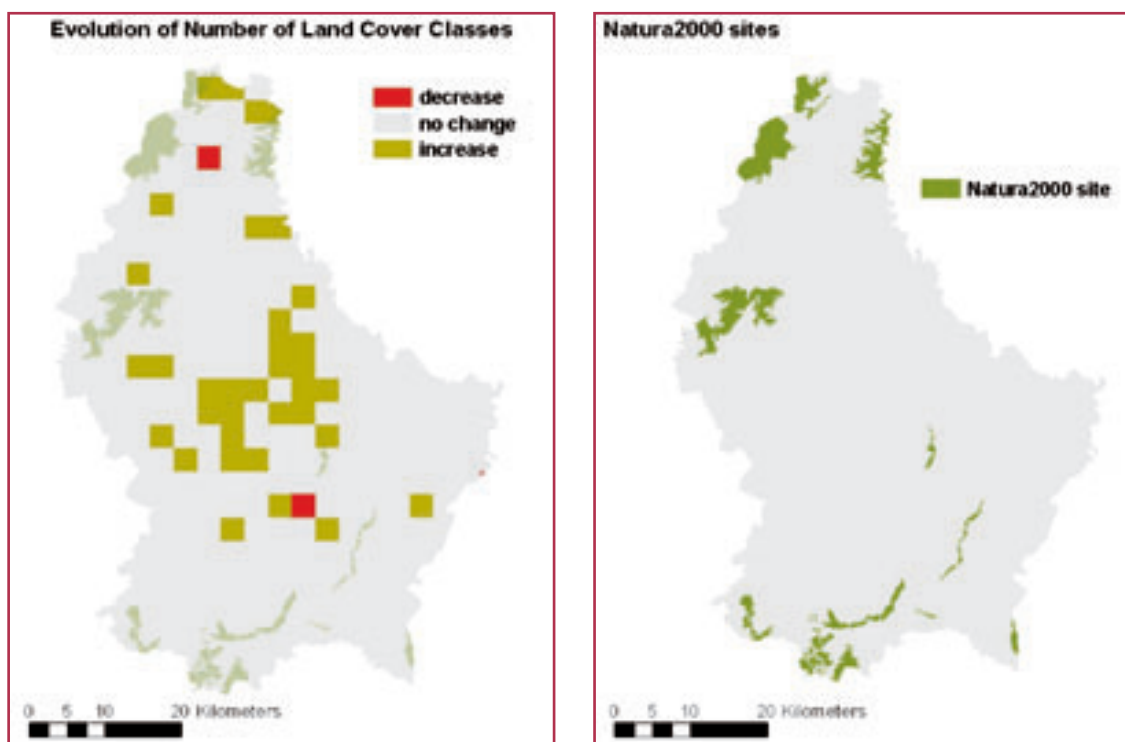 Evolution of Number of Land Cover Classes
decrease
no change
increase
0 5 10 20 Kilometers
Natura2000 sites
Natura2000 site
0 5 10 20 Kilometers